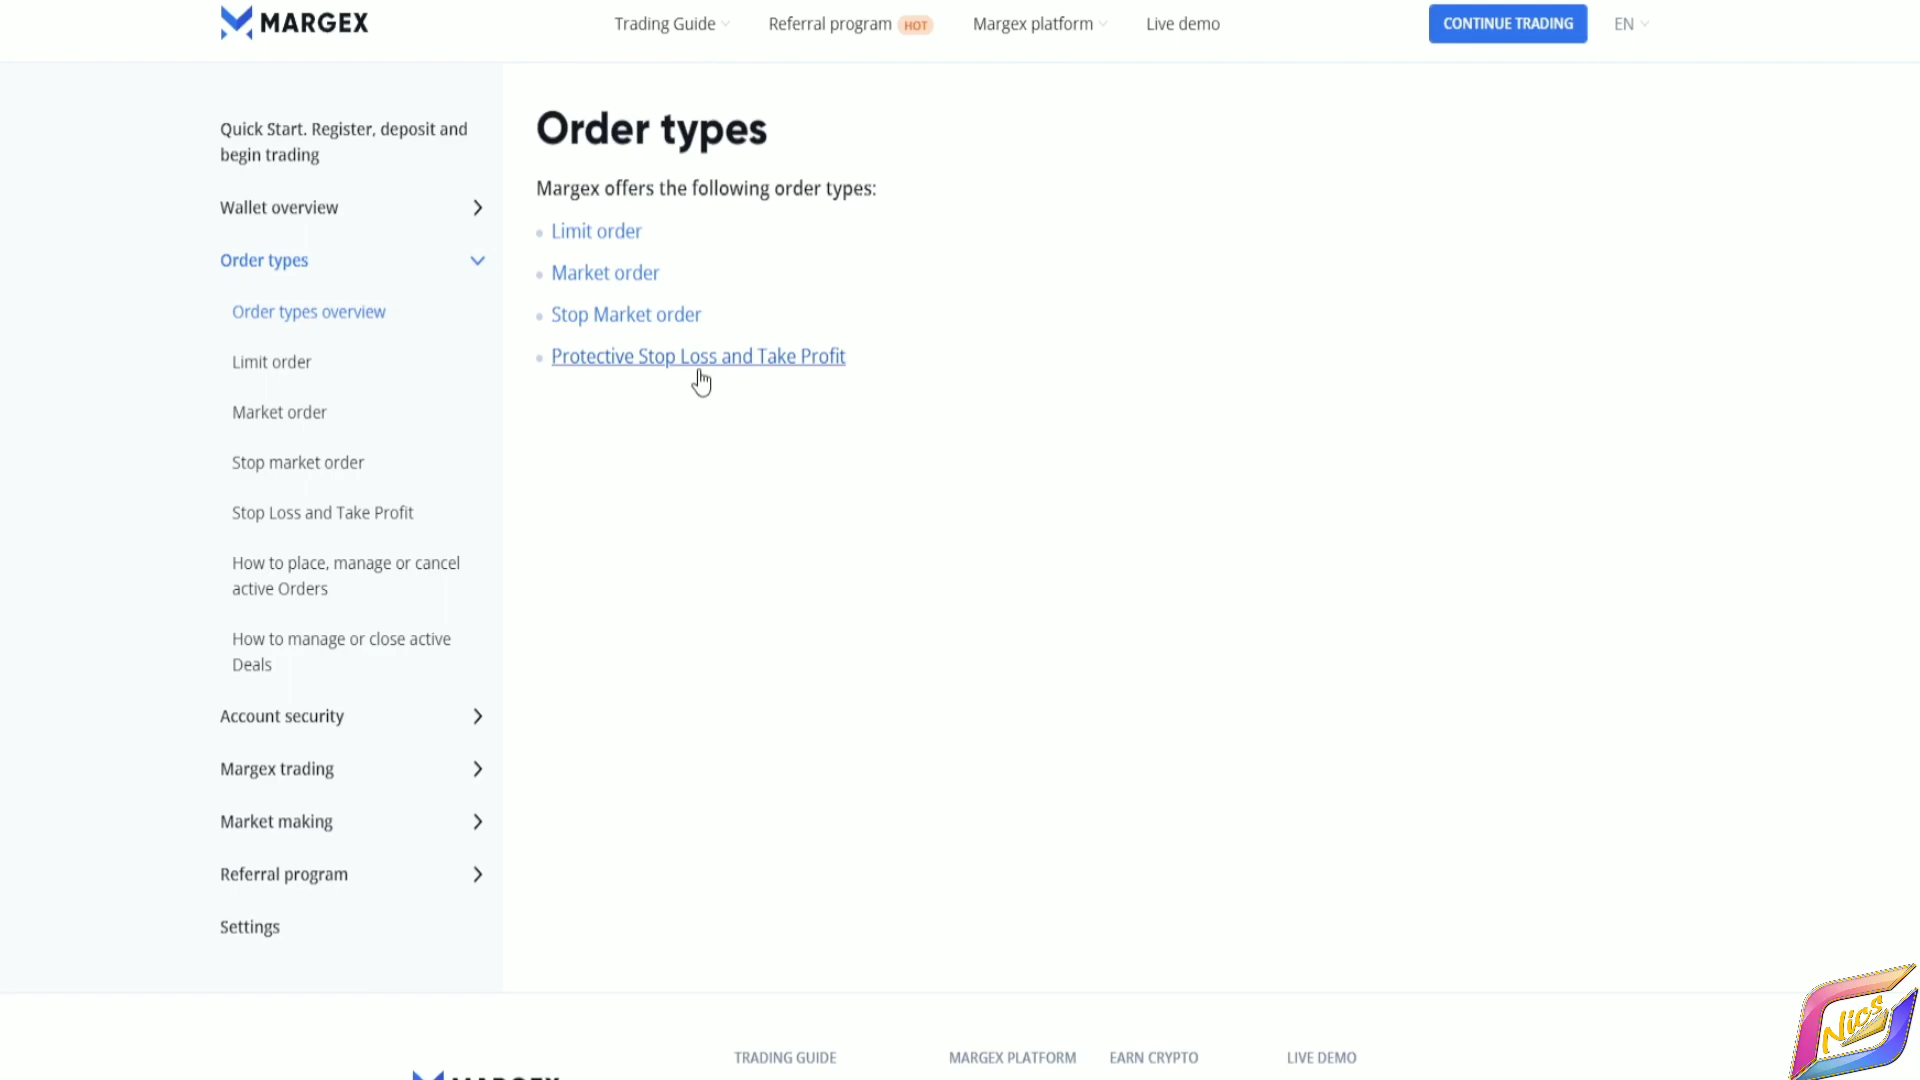 MARGEX
Trading Guide
Referral program HOT
Margex platform
Live demo
CONTINUE TRADING
EN
Quick Start. Register, deposit and
begin trading
Wallet overview
Order types
Order types overview
Limit order
Market order
Stop market order
Stop Loss and Take Profit
How to place, manage or cancel
active Orders
How to manage or close active
Deals
Account security
Margex trading
Market making
Referral program
Settings
Order types
Margex offers the following order types:
Limit order
Market order
Stop Market order
Protective Stop Loss and Take Profit
MARGEX
TRADING GUIDE
MARGEX PLATFORM
EARN CRYPTO
LIVE DEMO
Nics